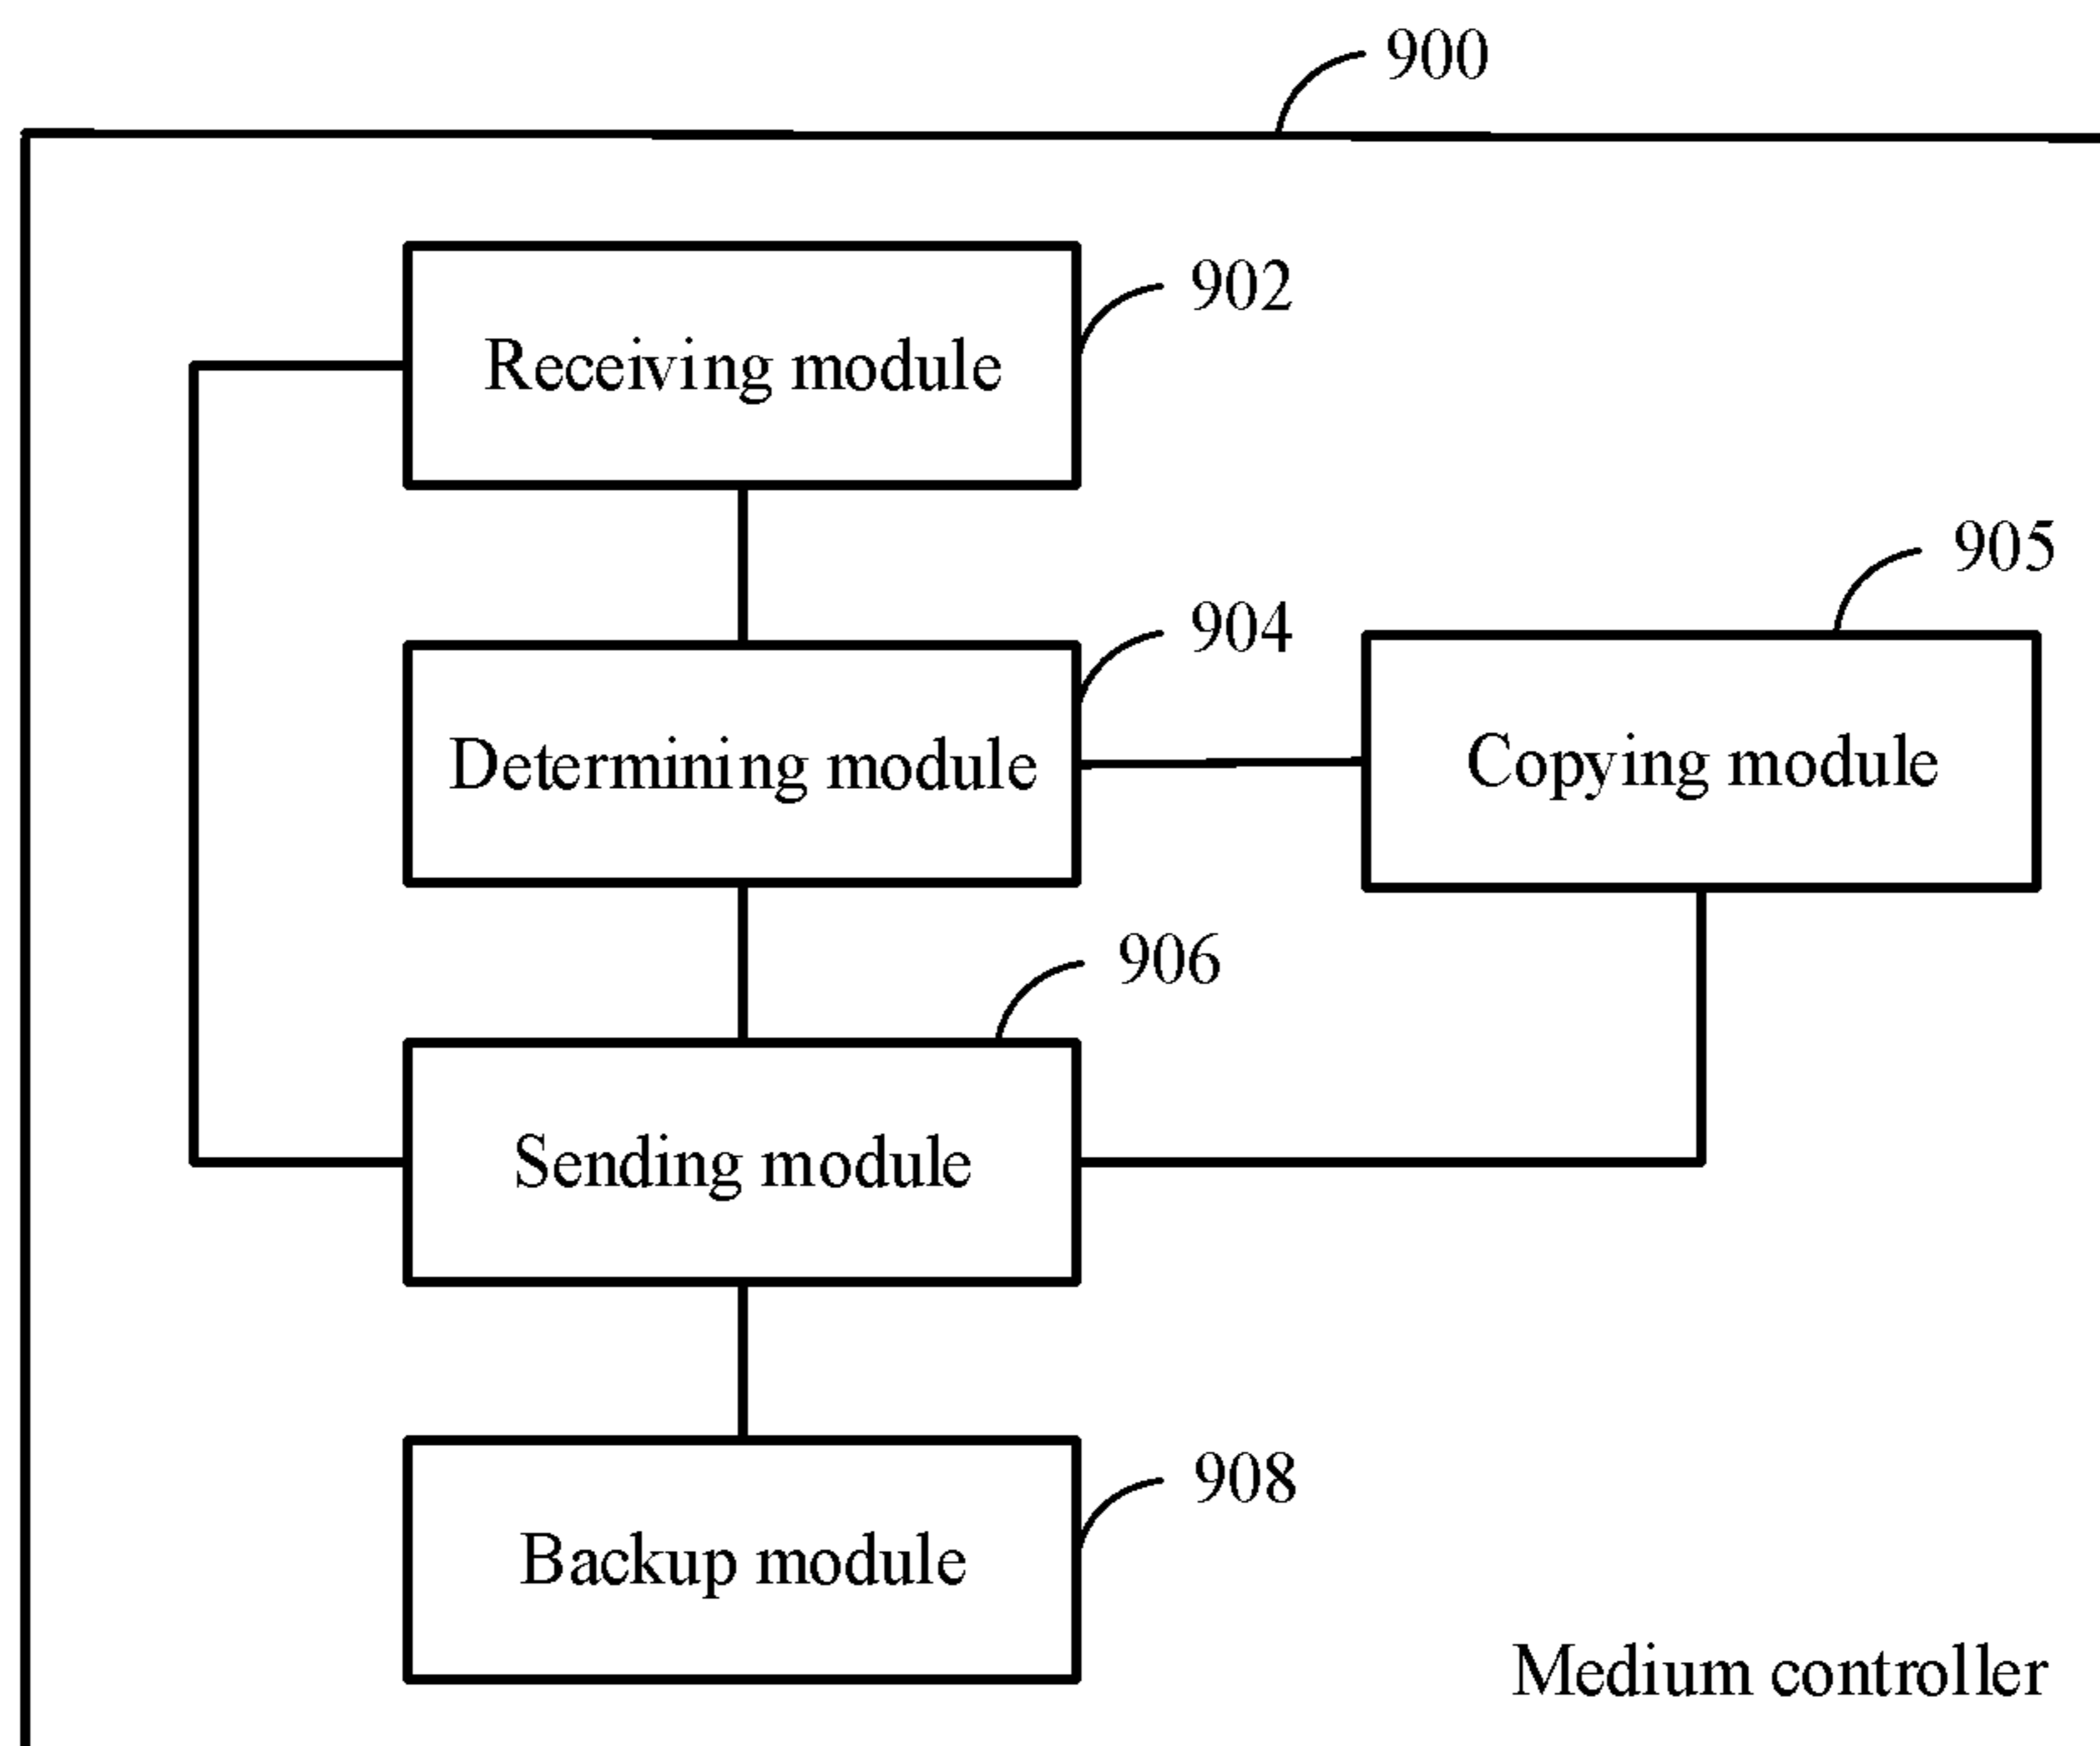 900
902
Receiving module
905
904
Determining module
Copying module
906
Sending module
908
Backup module
Medium controller